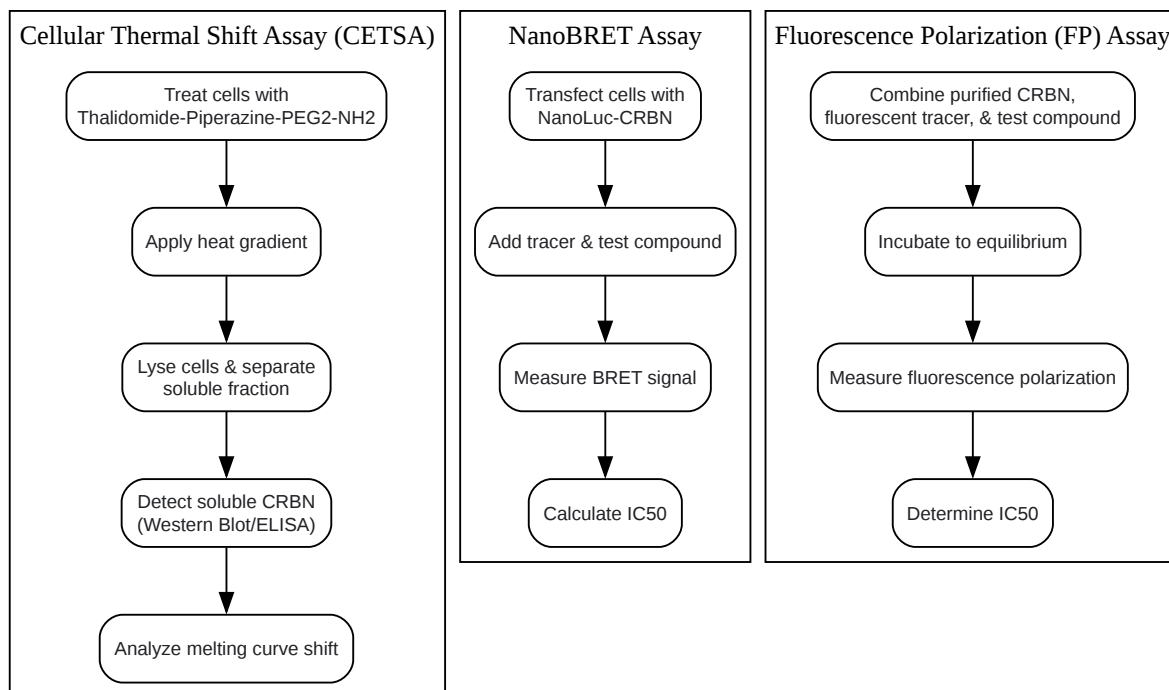 Cellular Thermal Shift Assay (CETSA)
Treat cells with
Thalidomide-Piperazine-PEG2-NH2
Apply heat gradient
Lyse cells & separate
soluble fraction
Detect soluble CRBN
(Western Blot/ELISA)
Analyze melting curve shift
NanoBRET Assay
Transfect cells with
NanoLuc-CRBN
Add tracer & test compound
Measure BRET signal
Calculate IC50
Fluorescence Polarization (FP) Assay
Combine purified CRBN,
fluorescent tracer, & test compound
Incubate to equilibrium
Measure fluorescence polarization
Determine IC50